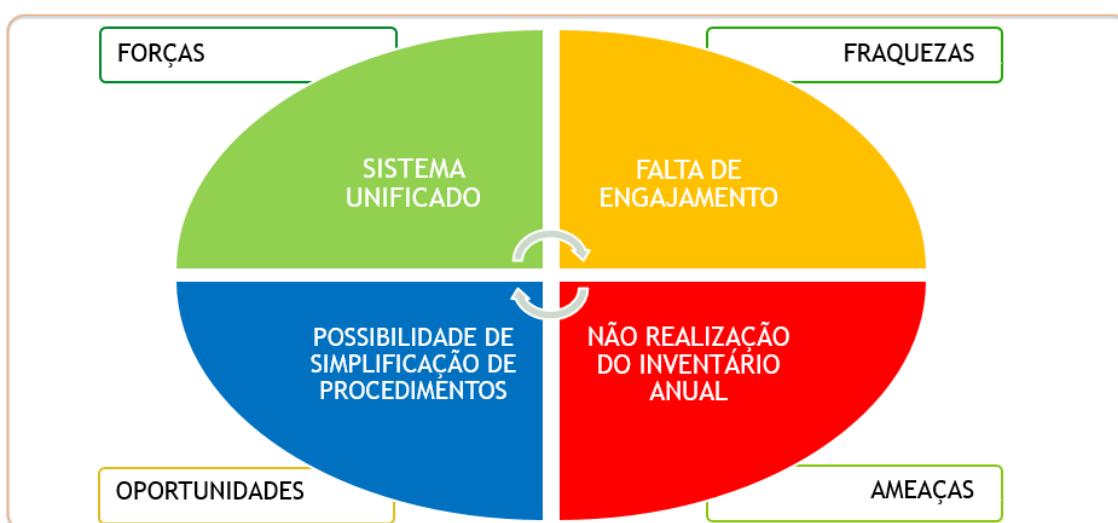 FORÇAS
FRAQUEZAS
SISTEMA
UNIFICADO
FALTA DE
ENGAJAMENTO
POSSIBILIDADE DE
SIMPLIFICAÇÃO DE
PROCEDIMENTOS
NÃO REALIZAÇÃO
DO INVENTÁRIO
ANUAL
OPORTUNIDADES
AMEAÇAS